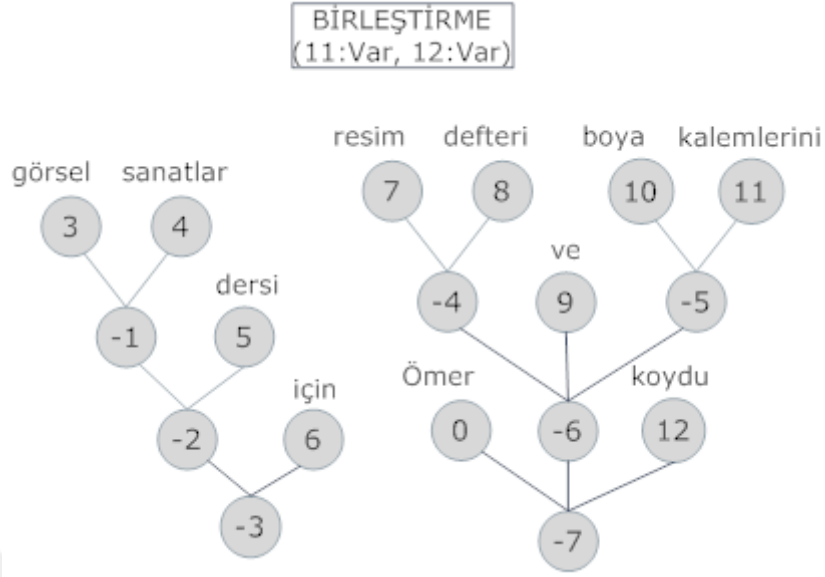 BİRLEŞTİRME
(11:Var, 12:Var)
resim defteri boya kalemlerini
görsel sanatlar
7 8 10 11
3 4
ve
dersi
-4 9 -5
-1 5
Ömer koydu
için
0 -6 12
-2 6
-3
-7